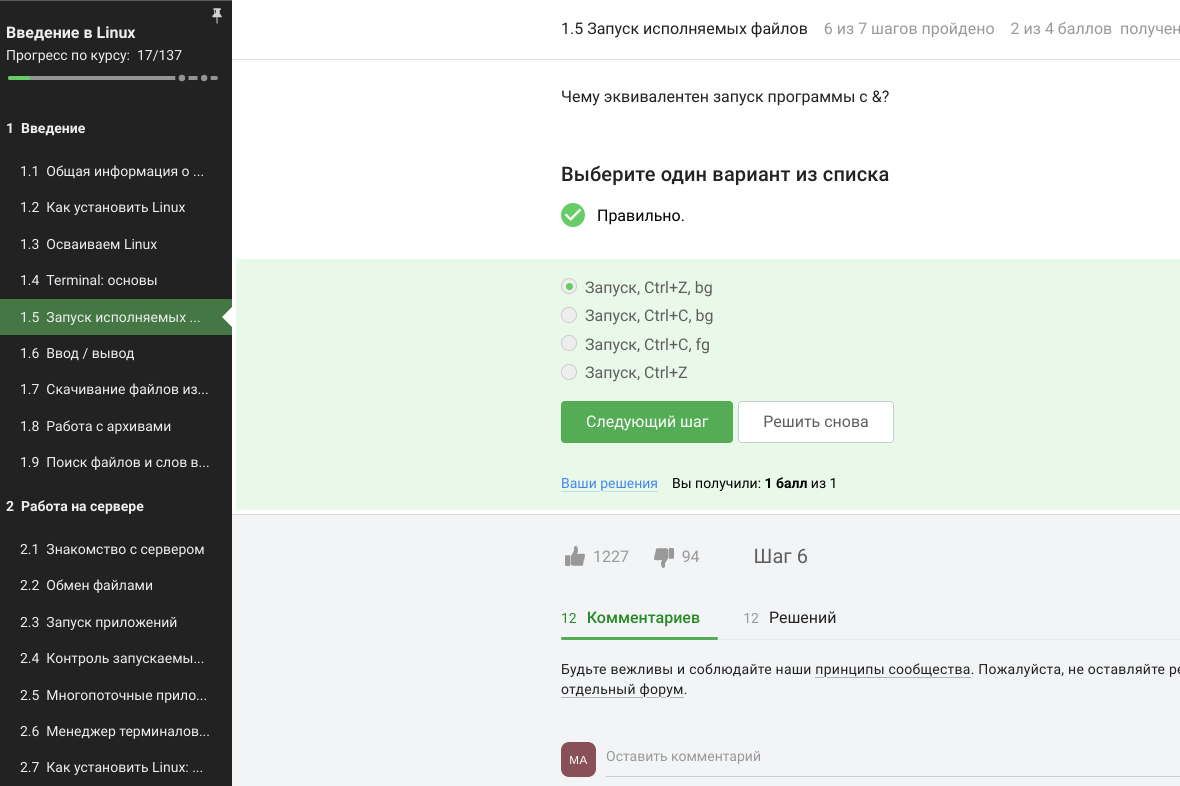 Введение в Linux
Прогресс по курсу: 17/137
1 Введение
1.1 Общая информация о ...
1.2 Как установить Linux
1.3 Осваиваем Linux
1.4 Terminal: основы
1.5 Запуск исполняемых ...
1.6 Ввод / вывод
1.7 Скачивание файлов из...
1.8 Работа с архивами
1.9 Поиск файлов и слов в...
2 Работа на сервере
2.1 Знакомство с сервером
2.2 Обмен файлами
2.3 Запуск приложений
2.4 Контроль запускаемы...
2.5 Многопоточные прило...
2.6 Менеджер терминалов...
2.7 Как установить Linux: ...
1.5 Запуск исполняемых файлов 6 из 7 шагов пройдено 2 из 4 баллов получен
Чему эквивалентен запуск программы с &?
Выберите один вариант из списка
Правильно.
Запуск, Ctrl+Z, bg
Запуск, Ctrl+C, bg
Запуск, Ctrl+C, fg
Запуск, Ctrl+Z
Следующий шаг Решить снова
Ваши решения Вы получили: 1 балл из 1
1227 94 Шаг 6
12 Комментариев 12 Решений
Будьте вежливы и соблюдайте наши принципы сообщества. Пожалуйста, не оставляйте ре
отдельный форум.
MA Оставить комментарий